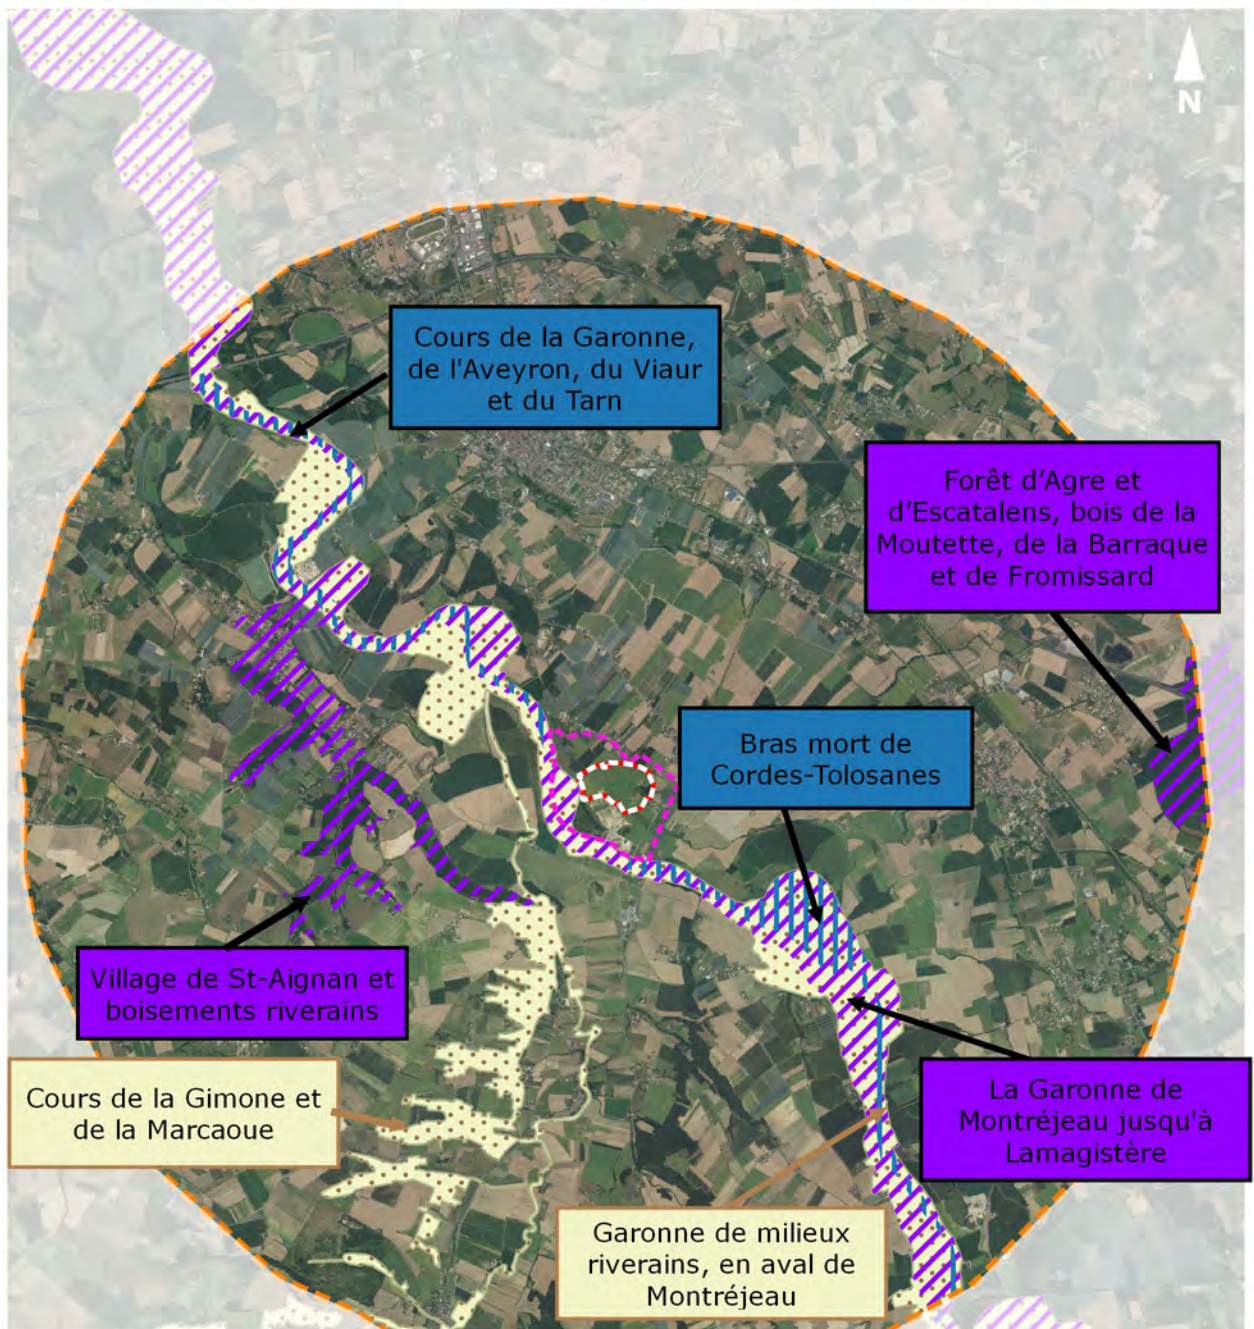 N
Cours de la Garonne,
de l'Aveyron, du Viaur
et du Tarn
Forêt d’Agre et
d’Escatalens, bois de la
Moutette, de la Barraque
et de Fromissard
Bras mort de
Cordes-Tolosanes
Village de St-Aignan et
boisements riverains
Cours de la Gimone et
de la Marcaoue
La Garonne de
Montréjeau jusqu'à
Lamagistère
Garonne de milieux
riverains, en aval de
Montréjeau